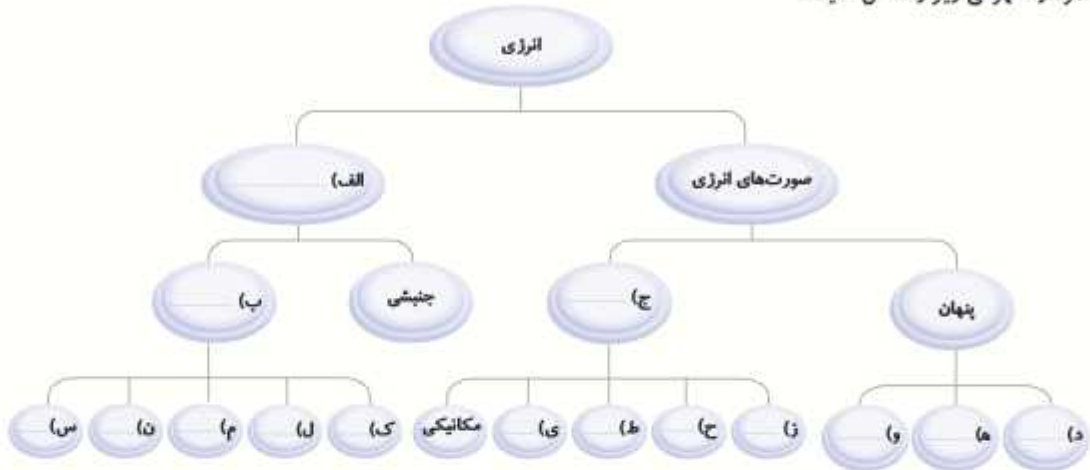 انرژی
صورت‌های انرژی
الف)
پنهان
ج)
جنبشی
ب)
د)
ه)
و)
ز)
ح)
ط)
ی)
مکانیکی
ک)
ل)
م)
ن)
س)